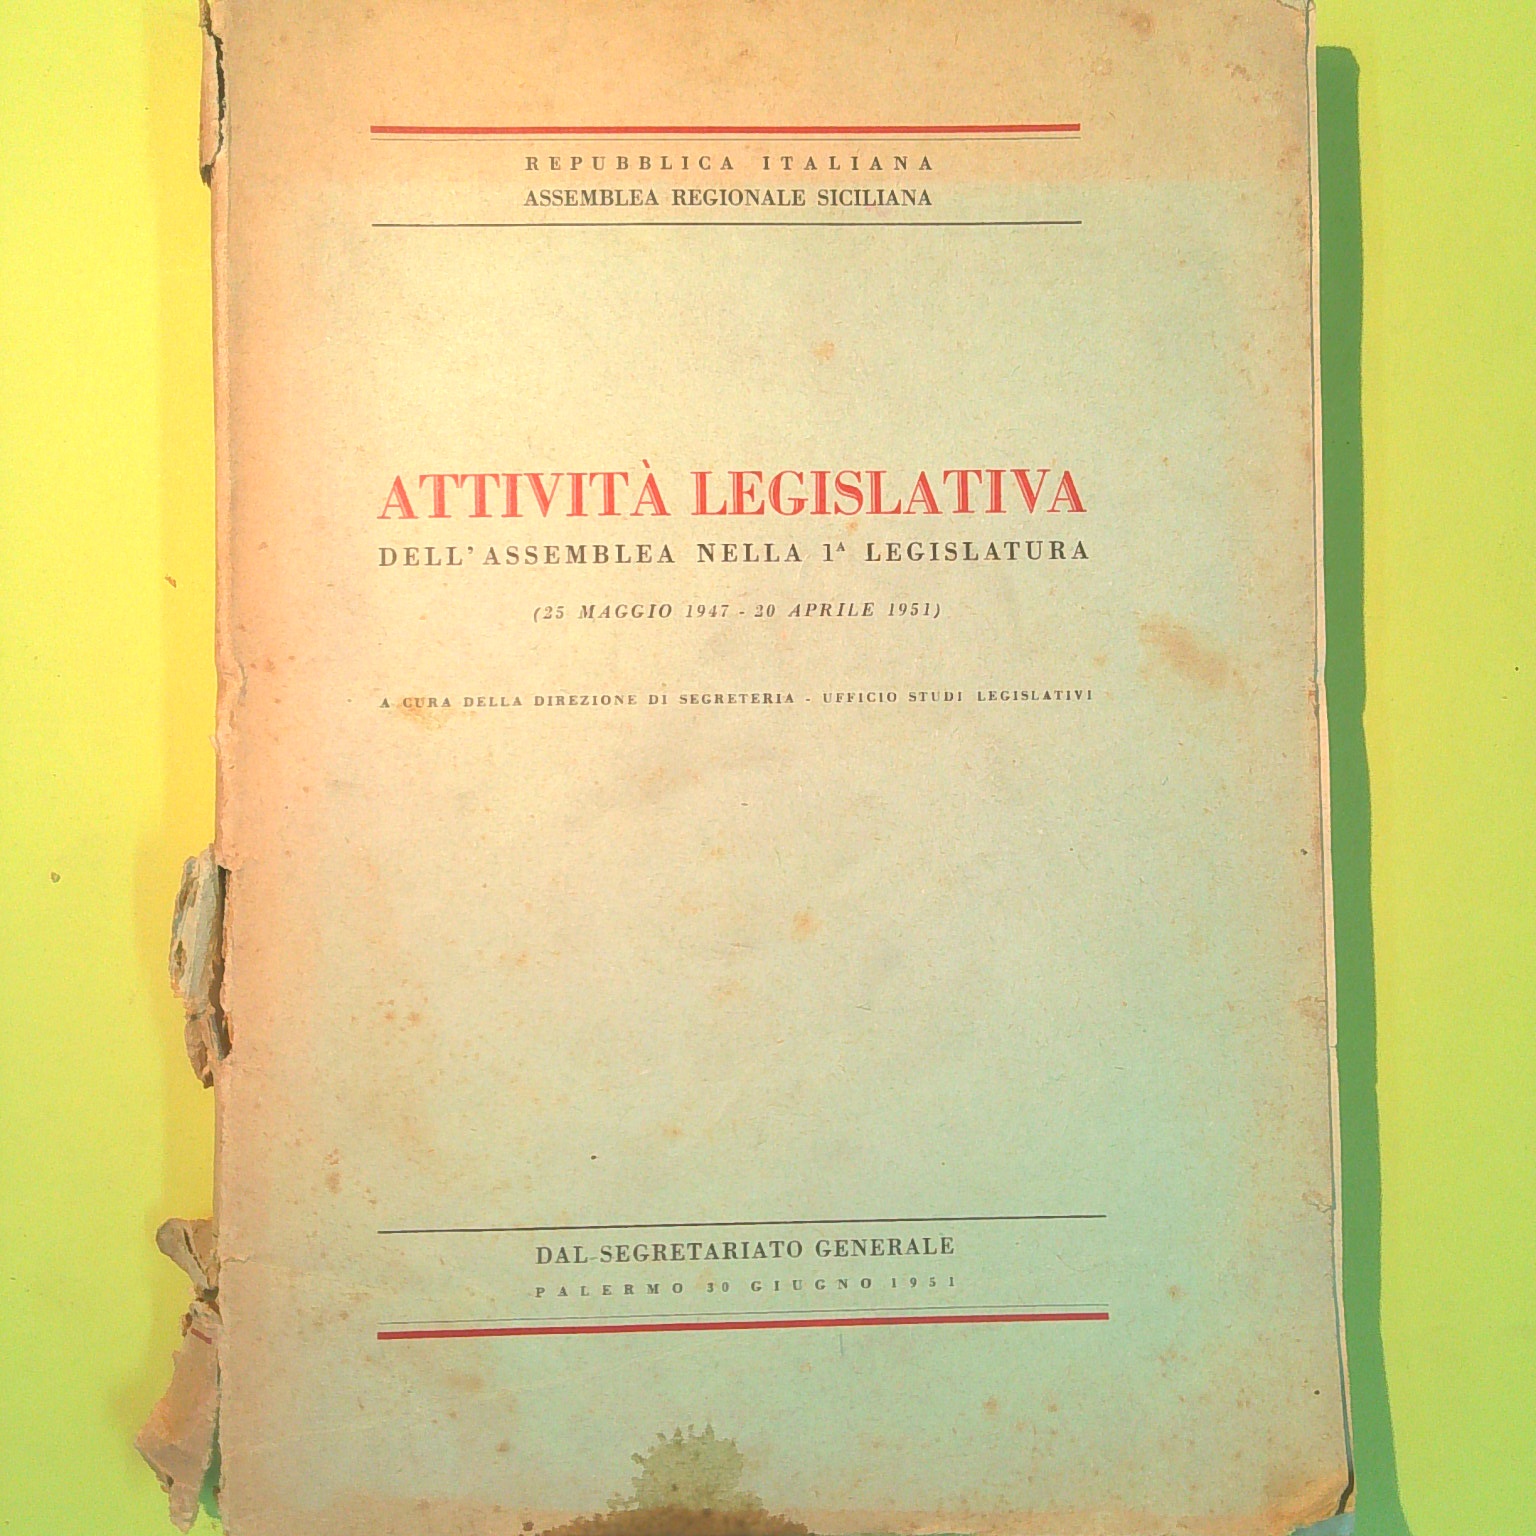 REPUBBLICA ITALIANA
ASSEMBLEA REGIONALE SICILIANA
ATTIVITÀ LEGISLATIVA
DELL'ASSEMBLEA NELLA 1ᴬ LEGISLATURA
(25 MAGGIO 1947 - 20 APRILE 1951)
A CURA DELLA DIREZIONE DI SEGRETERIA - UFFICIO STUDI LEGISLATIVI
DAL SEGRETARIATO GENERALE
PALERMO 30 GIUGNO 1951